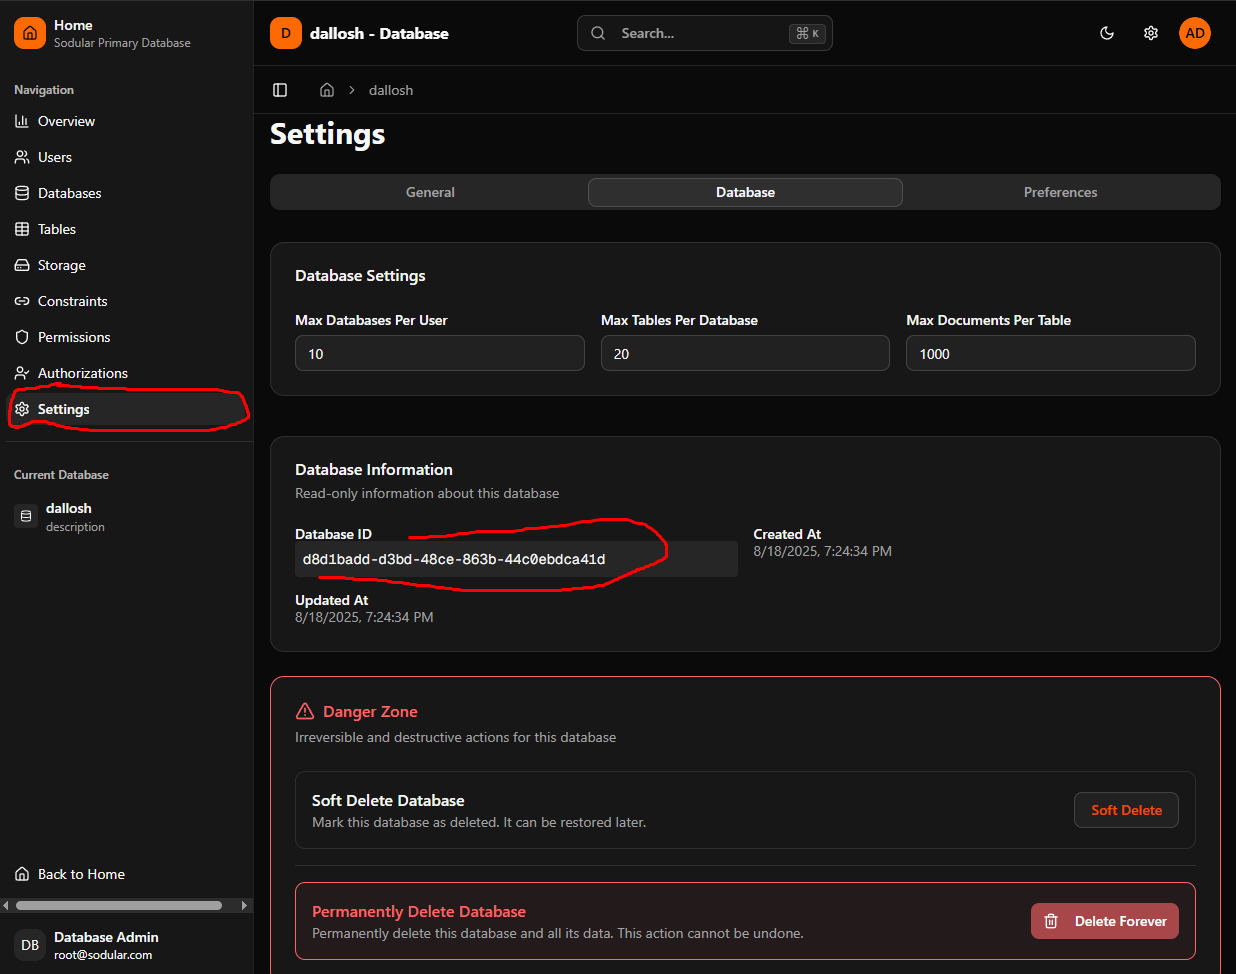 Home
Sodular Primary Database
Navigation
Overview
Users
Databases
Tables
Storage
Constraints
Permissions
Authorizations
Settings
Current Database
dallosh
description
Back to Home
DB
Database Admin
root@sodular.com
D
dallosh - Database
Search...
⌘ K
AD
dallosh
Settings
General Database Preferences
Database Settings
Max Databases Per User Max Tables Per Database Max Documents Per Table
10 20 1000
Database Information
Read-only information about this database
Database ID
d8d1badd-d3bd-48ce-863b-44c0ebdca41d
Created At
8/18/2025, 7:24:34 PM
Updated At
8/18/2025, 7:24:34 PM
Danger Zone
Irreversible and destructive actions for this database
Soft Delete Database
Mark this database as deleted. It can be restored later.
Soft Delete
Permanently Delete Database
Permanently delete this database and all its data. This action cannot be undone.
Delete Forever